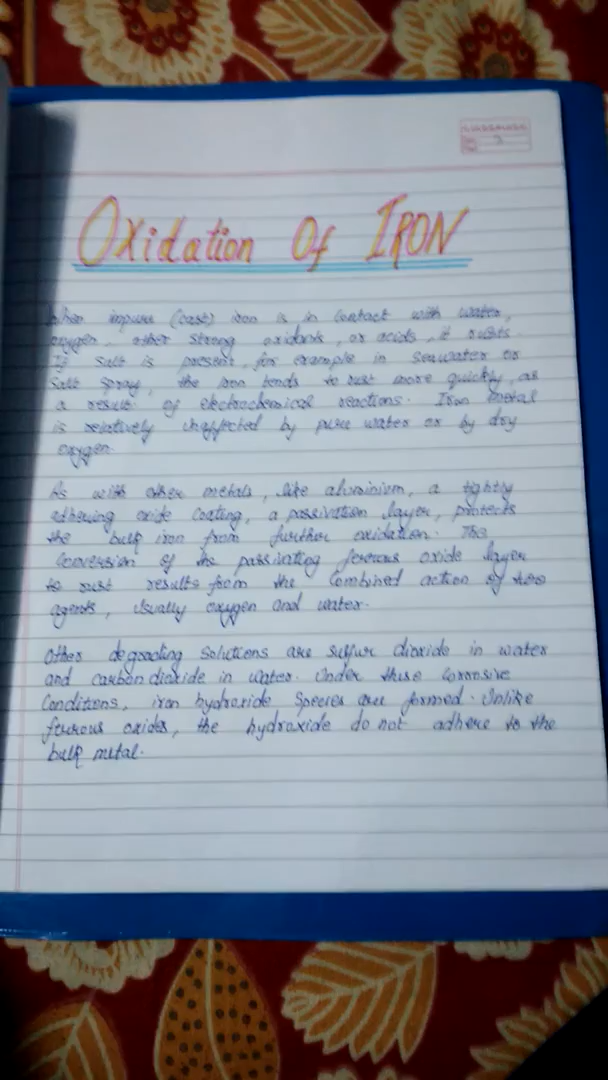 CLASSMATE
Oxidation Of IRON
When impure (cast) iron is in contact with water,
oxygen, other strong oxidants, or acids, it rusts.
If salt is present, for example in seawater or
salt spray, the iron tends to rust more quickly, as
a result of electrochemical reactions. Iron metal
is relatively unaffected by pure water or by dry
oxygen.
As with other metals, like aluminium, a tightly
adhering oxide coating, a passivation layer, protects
the bulk iron from further oxidation. The
conversion of the passivating ferrous oxide layer
to rust results from the combined action of two
agents, usually oxygen and water.
Other degrading solutions are sulfur dioxide in water
and carbon dioxide in water. Under these corrosive
conditions, iron hydroxide species are formed. Unlike
ferrous oxides, the hydroxide do not adhere to the
bulk metal.